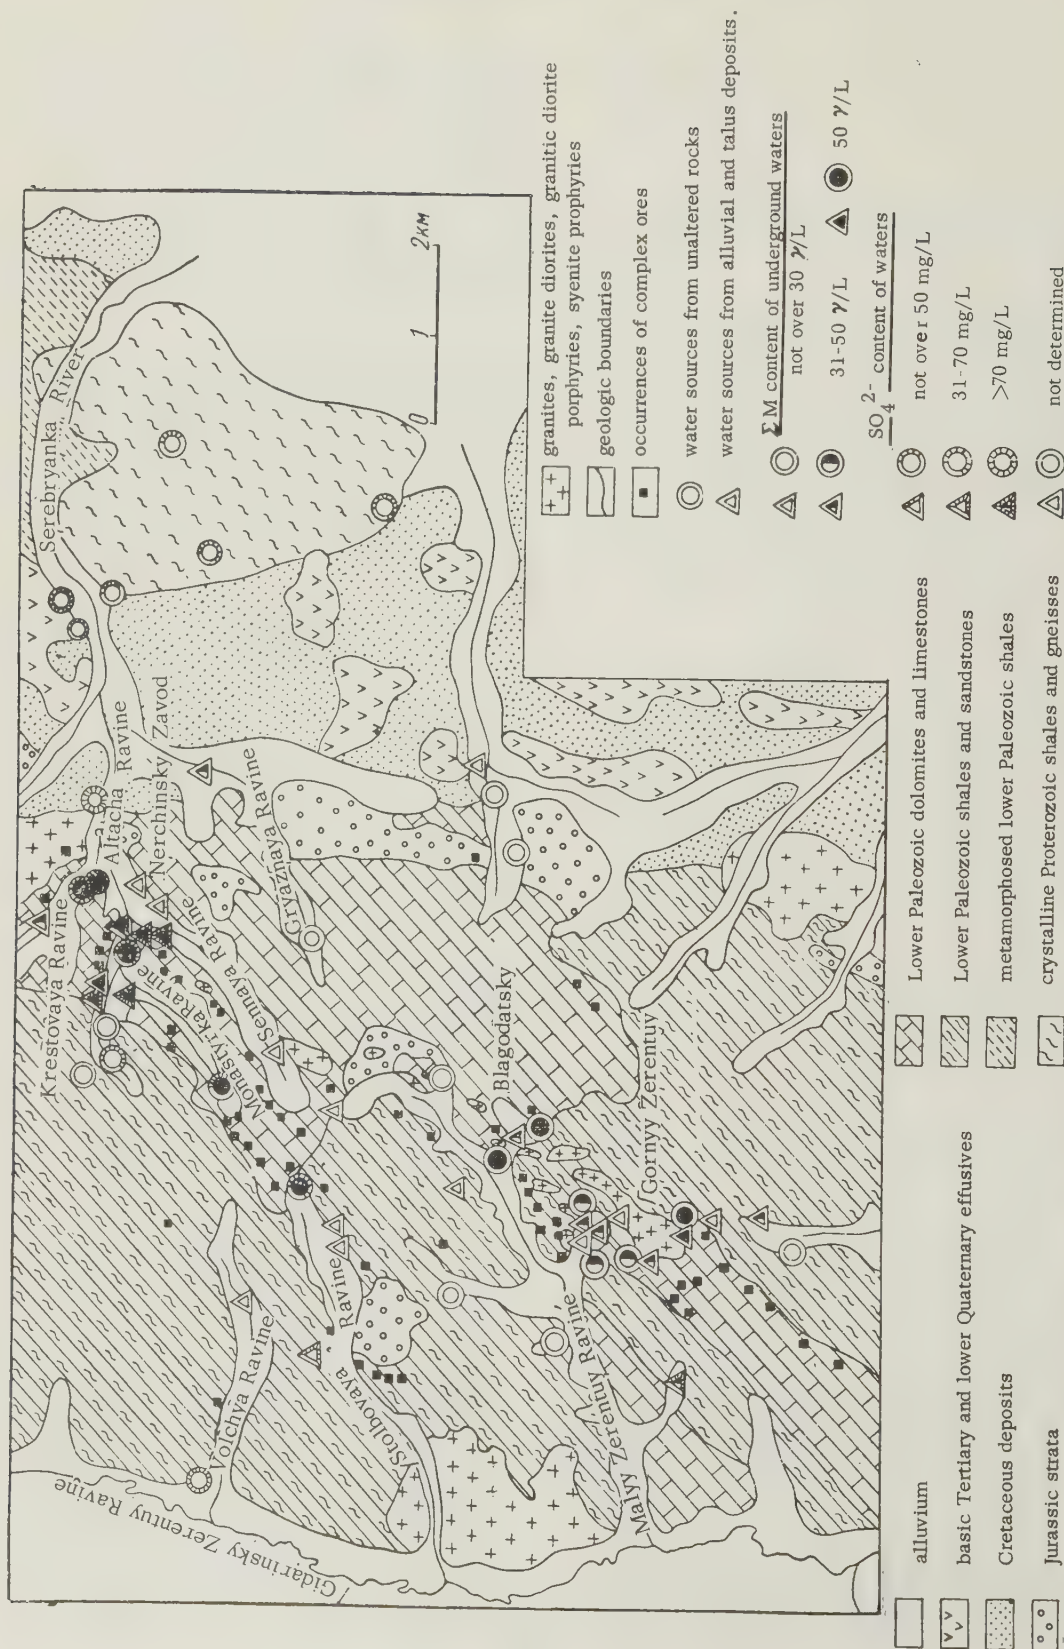 Serebryanka River
Krestovaya Ravine
Altacha Ravine
Nerchinsky Zavod
Monastyrka Ravine
Sennaya Ravine
Gryaznaya Ravine
Volchya Ravine
Stolbovaya Ravine
Gidarinsky Zerentuy Ravine
Blagodatsky
Gornyy Zerentuy
Malyy Zerentuy Ravine
0 1 2км
granites, granite diorites, granitic diorite
porphyries, syenite prophyries
geologic boundaries
occurrences of complex ores
water sources from unaltered rocks
water sources from alluvial and talus deposits.
ΣM content of underground waters
not over 30 γ/L
31-50 γ/L 50 γ/L
SO₄²⁻ - content of waters
not over 50 mg/L
31-70 mg/L
>70 mg/L
not determined
Lower Paleozoic dolomites and limestones
Lower Paleozoic shales and sandstones
metamorphosed lower Paleozoic shales
crystalline Proterozoic shales and gneisses
alluvium
basic Tertiary and lower Quaternary effusives
Cretaceous deposits
Jurassic strata